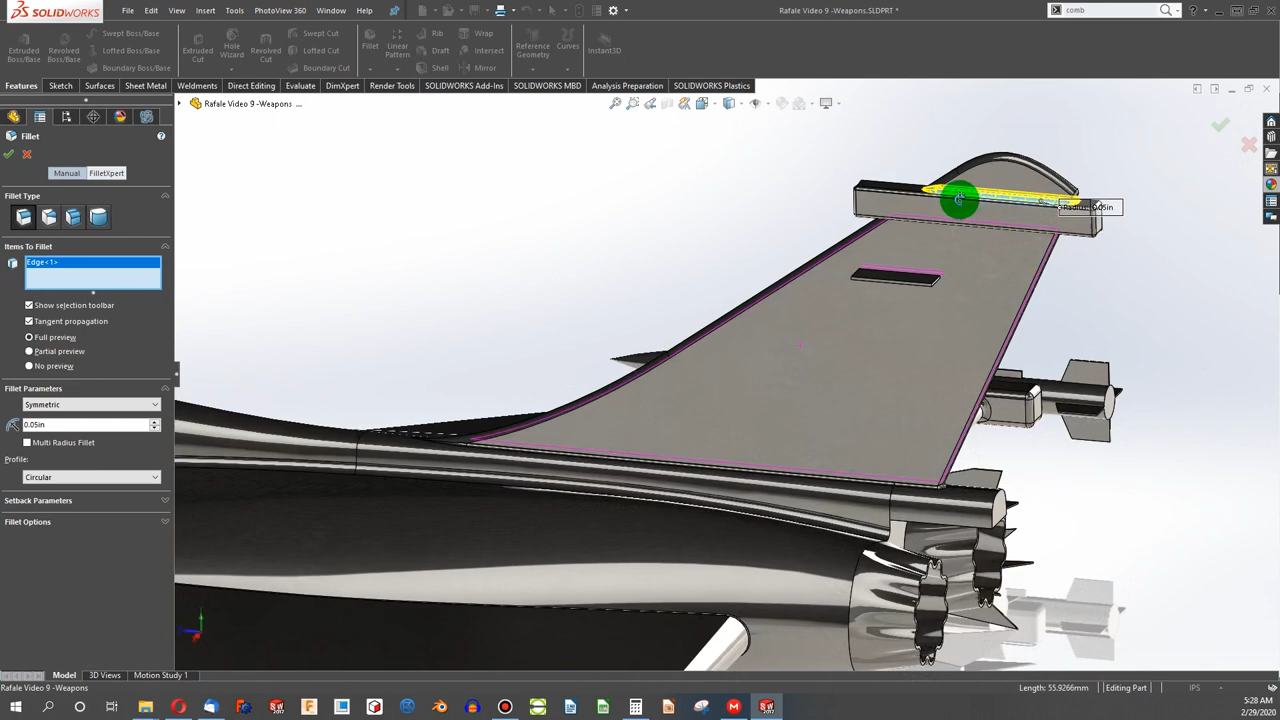 SOLIDWORKS File Edit View Insert Tools PhotoView 360 Window Help Rafale Video 9 -Weapons.SLDPRT * comb
Extruded Boss/Base Revolved Boss/Base Swept Boss/Base Lofted Boss/Base Boundary Boss/Base Extruded Cut Hole Wizard Revolved Cut Swept Cut Lofted Cut Boundary Cut Fillet Linear Pattern Rib Draft Shell Wrap Intersect Mirror Reference Geometry Curves Instant3D
Features Sketch Surfaces Sheet Metal Weldments Direct Editing Evaluate DimXpert Render Tools SOLIDWORKS Add-Ins SOLIDWORKS MBD Analysis Preparation SOLIDWORKS Plastics
Rafale Video 9 -Weapons ...
Fillet
Manual FilletXpert
Fillet Type
Radius: 0.05in
Items To Fillet
Edge<1>
Show selection toolbar
Tangent propagation
Full preview
Partial preview
No preview
Fillet Parameters
Symmetric
0.05in
Multi Radius Fillet
Profile:
Circular
Setback Parameters
Fillet Options
Model 3D Views Motion Study 1
Rafale Video 9 -Weapons Length: 55.9266mm Editing Part IPS
5:28 AM
2/29/2020